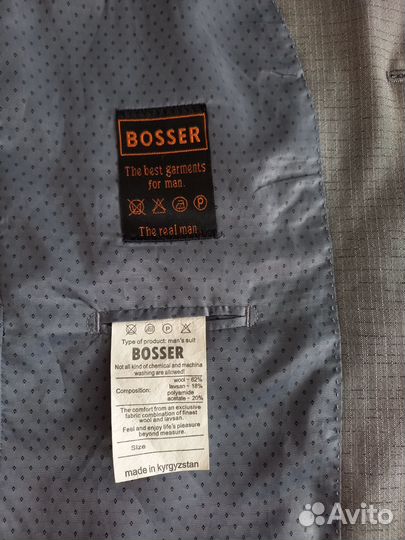 BOSSER
The best garments
for man.
P
The real man
P
Type of product: man's suit
BOSSER
Not all kind of chemical and machina
washing are allowed!
wool - 62%
lavsan - 18%
Composition: polyamide
acetate - 20%
The comfort from an exclusive
fabric combination of finest
wool and lavsan.
Feel and enjoy life's pleasure
beyond measure.
Size
made in kyrgyzstan
Avito